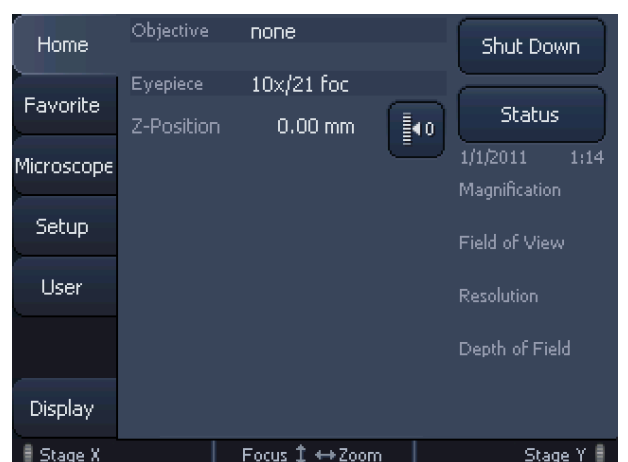 Home
Favorite
Microscope
Setup
User
Display
Objective none
Eyepiece 10x/21 foc
Z-Position 0.00 mm
0
Shut Down
Status
1/1/2011 1:14
Magnification
Field of View
Resolution
Depth of Field
Stage X Focus ↕ ↔ Zoom Stage Y